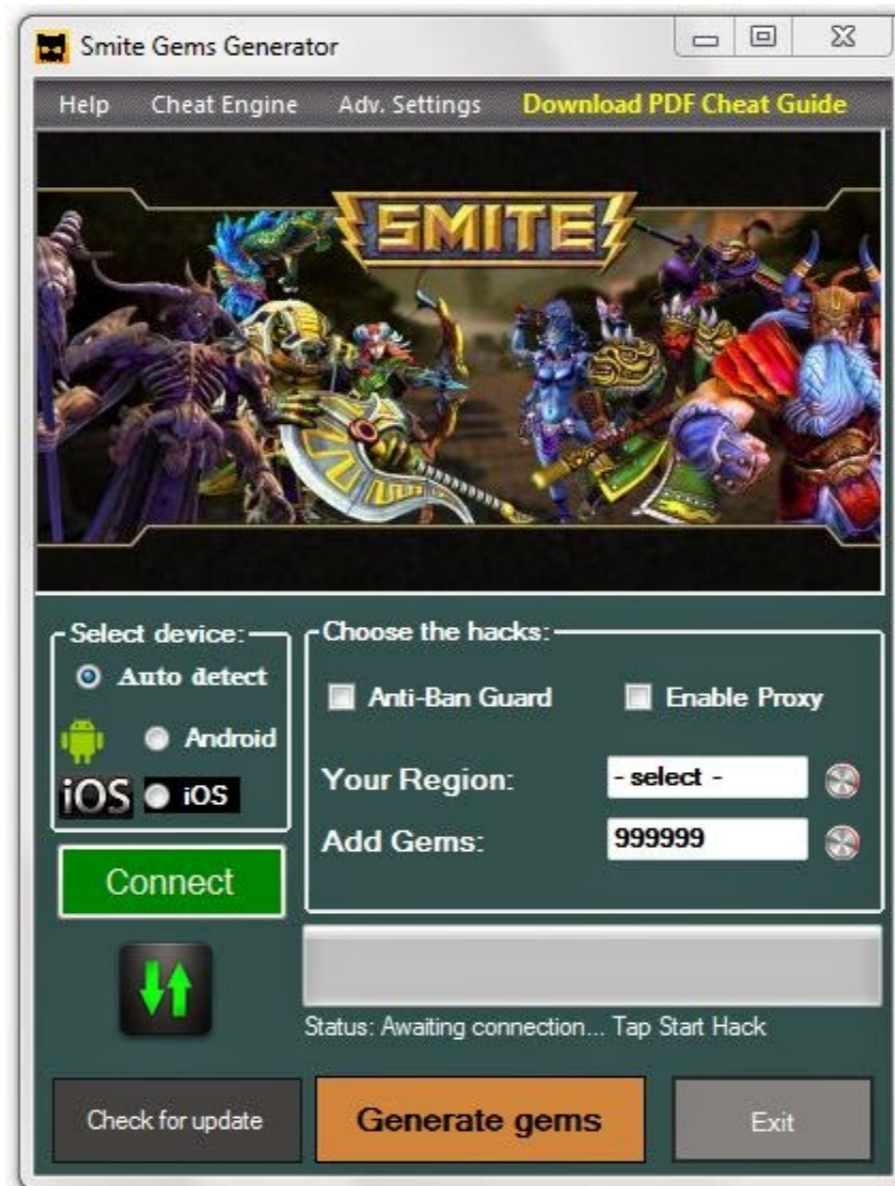 Smite Gems Generator
Help Cheat Engine Adv. Settings Download PDF Cheat Guide
SMITE
Select device:
Auto detect
Android
iOS iOS
Connect
Choose the hacks:
Anti-Ban Guard Enable Proxy
Your Region: - select -
Add Gems: 999999
Status: Awaiting connection... Tap Start Hack
Check for update Generate gems Exit